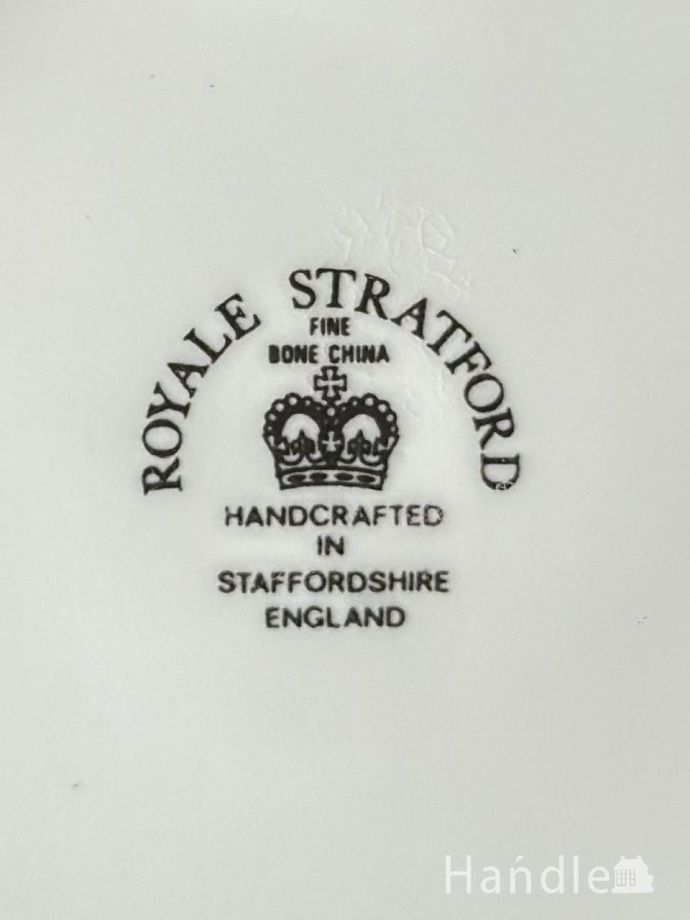 ROYALE STRATFORD
FINE
BONE CHINA
HANDCRAFTED
IN
STAFFORDSHIRE
ENGLAND
Handle